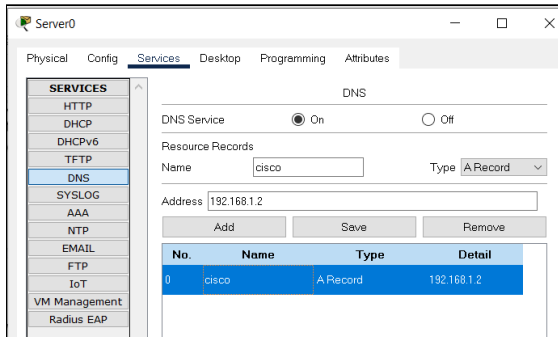 Server0
Physical Config Services Desktop Programming Attributes
SERVICES
HTTP
DHCP
DHCPv6
TFTP
DNS
SYSLOG
AAA
NTP
EMAIL
FTP
IoT
VM Management
Radius EAP
DNS
DNS Service On Off
Resource Records
Name cisco Type A Record
Address 192.168.1.2
Add Save Remove
No. Name Type Detail
0 cisco A Record 192.168.1.2